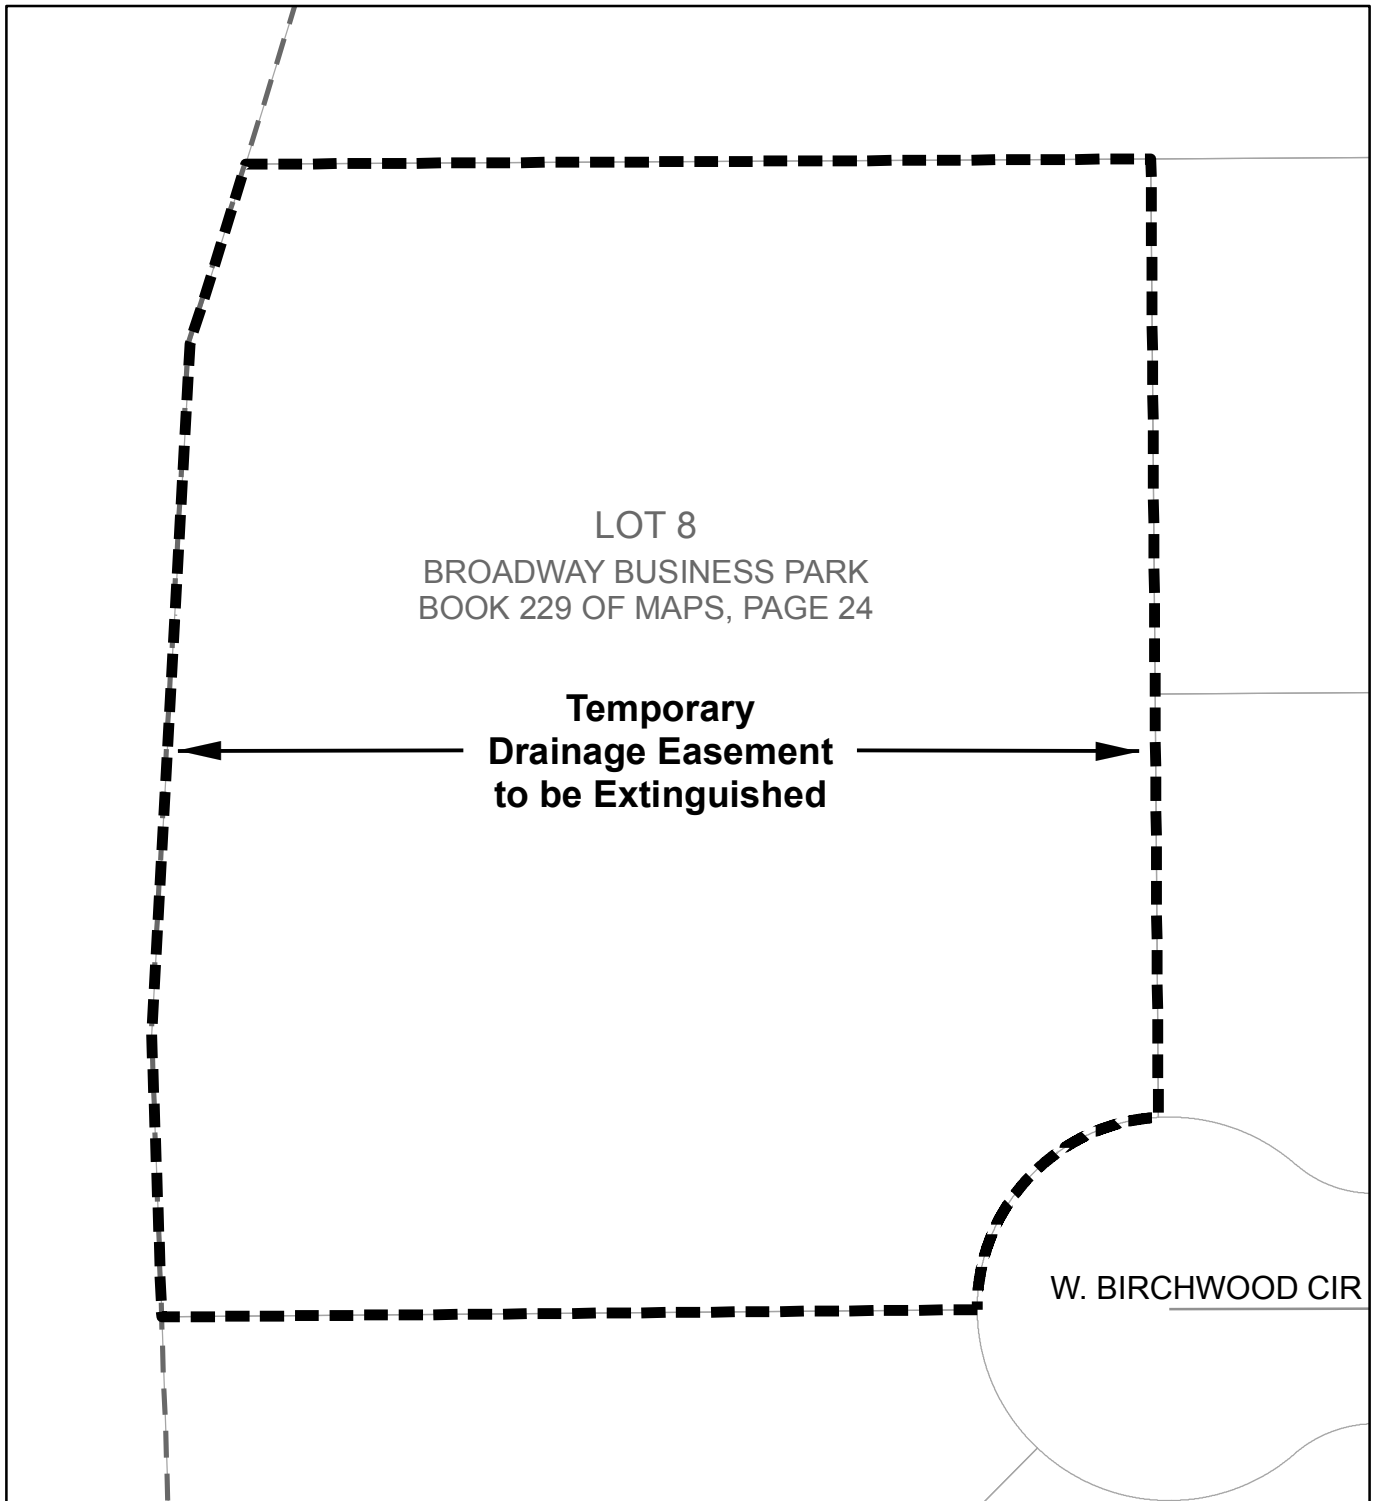 LOT 8
BROADWAY BUSINESS PARK
BOOK 229 OF MAPS, PAGE 24
Temporary
Drainage Easement
to be Extinguished
W. BIRCHWOOD CIR